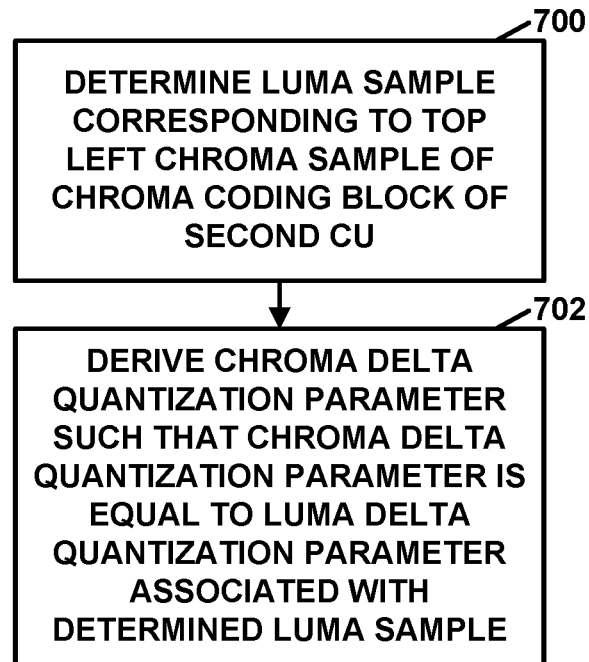 700
DETERMINE LUMA SAMPLE
CORRESPONDING TO TOP
LEFT CHROMA SAMPLE OF
CHROMA CODING BLOCK OF
SECOND CU
702
DERIVE CHROMA DELTA
QUANTIZATION PARAMETER
SUCH THAT CHROMA DELTA
QUANTIZATION PARAMETER IS
EQUAL TO LUMA DELTA
QUANTIZATION PARAMETER
ASSOCIATED WITH
DETERMINED LUMA SAMPLE